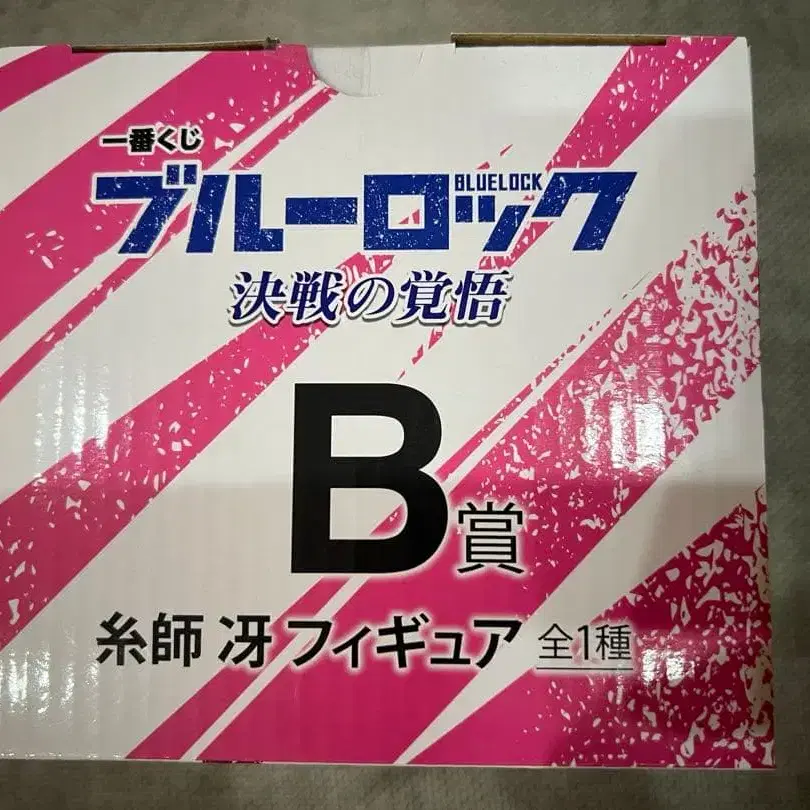 一番くじ
ブルーロック
BLUELOCK
決戦の覚悟
B賞
糸師 冴 フィギュア 全1種